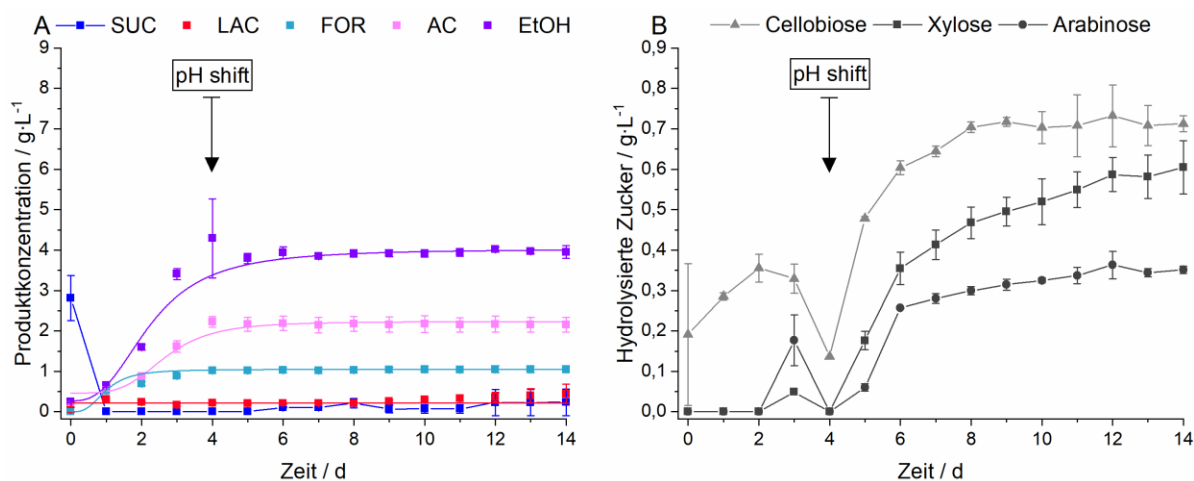 A SUC LAC FOR AC EtOH
9
8
7
6
5
4
3
2
1
0
Produktkonzentration / g·L⁻¹
pH shift
0 2 4 6 8 10 12 14
Zeit / d
B Cellobiose Xylose Arabinose
0,9
0,8
0,7
0,6
0,5
0,4
0,3
0,2
0,1
0,0
Hydrolysierte Zucker / g·L⁻¹
pH shift
0 2 4 6 8 10 12 14
Zeit / d